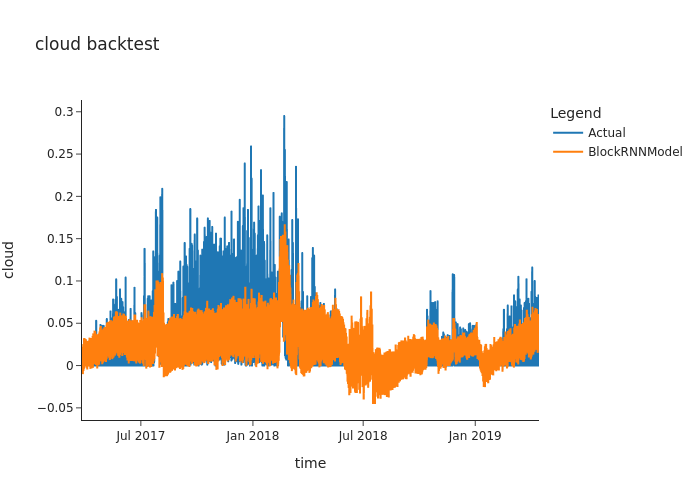 cloud backtest
Legend
Actual
BlockRNNModel
0.3
0.25
0.2
0.15
0.1
0.05
0
−0.05
cloud
Jul 2017
Jan 2018
Jul 2018
Jan 2019
time